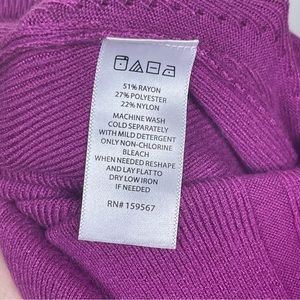 51% RAYON
27% POLYESTER
22% NYLON
MACHINE WASH
COLD SEPARATELY
WITH MILD DETERGENT
ONLY NON-CHLORINE
BLEACH
WHEN NEEDED RESHAPE
AND LAY FLAT TO
DRY LOW IRON
IF NEEDED
RN# 159567